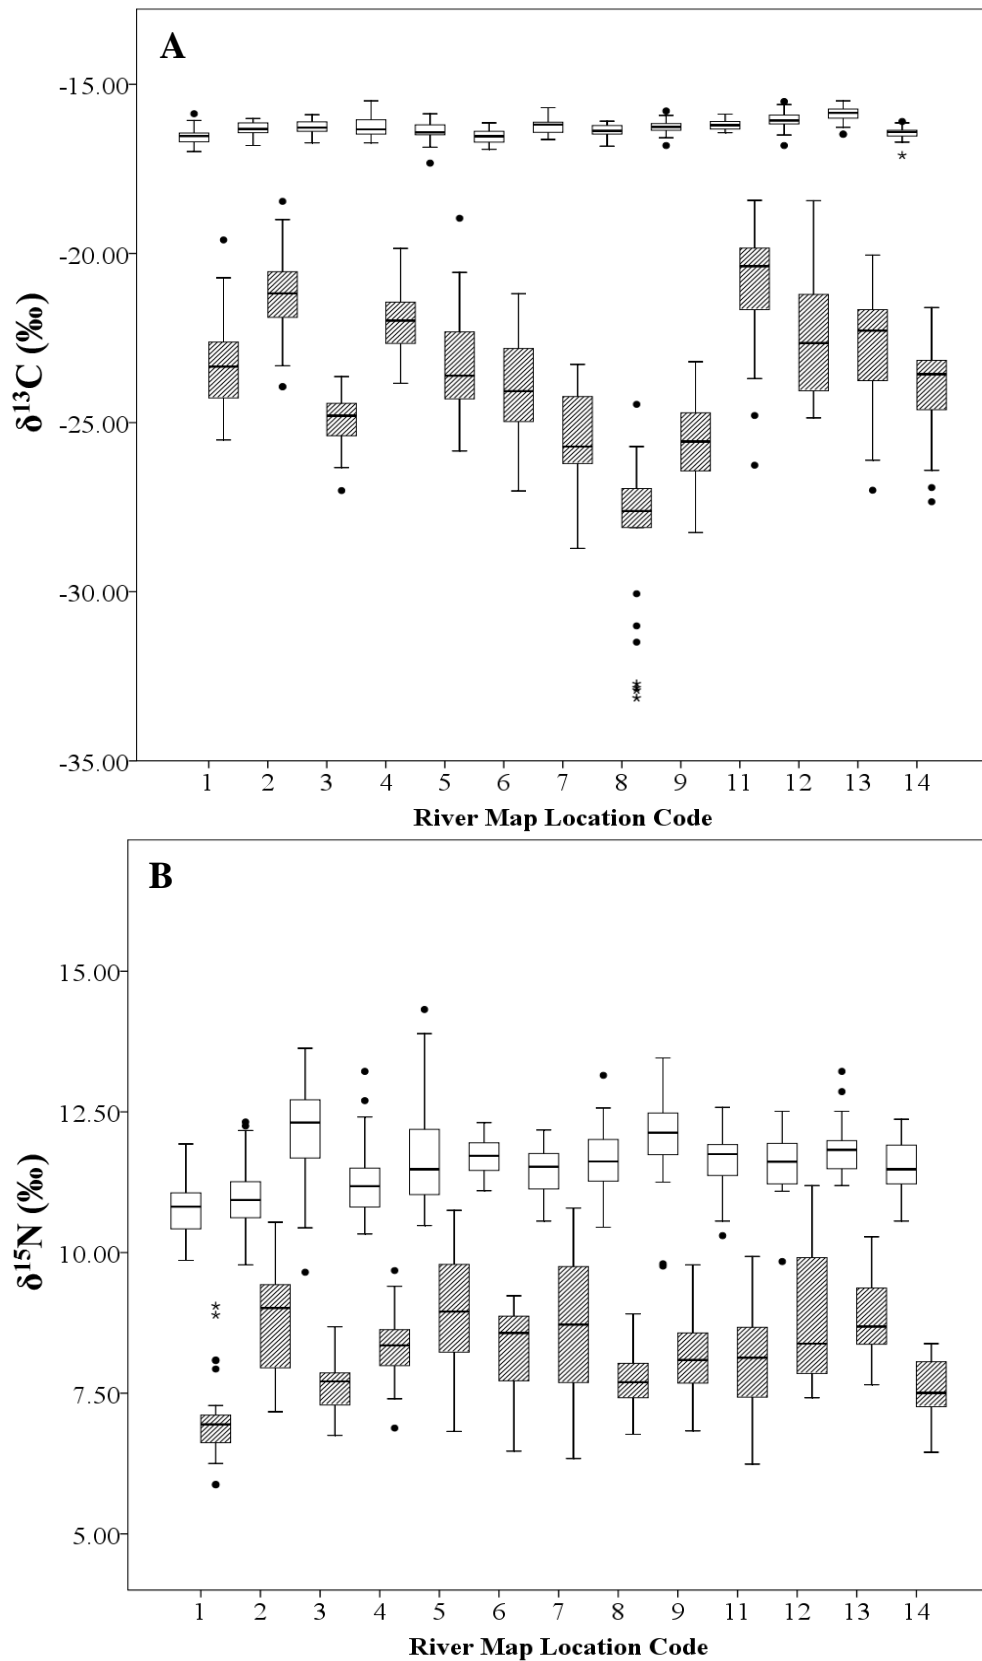 A
-15.00
-20.00
-25.00
-30.00
-35.00
δ¹³C (‰)
1 2 3 4 5 6 7 8 9 11 12 13 14
River Map Location Code
B
15.00
12.50
10.00
7.50
5.00
δ¹⁵N (‰)
1 2 3 4 5 6 7 8 9 11 12 13 14
River Map Location Code